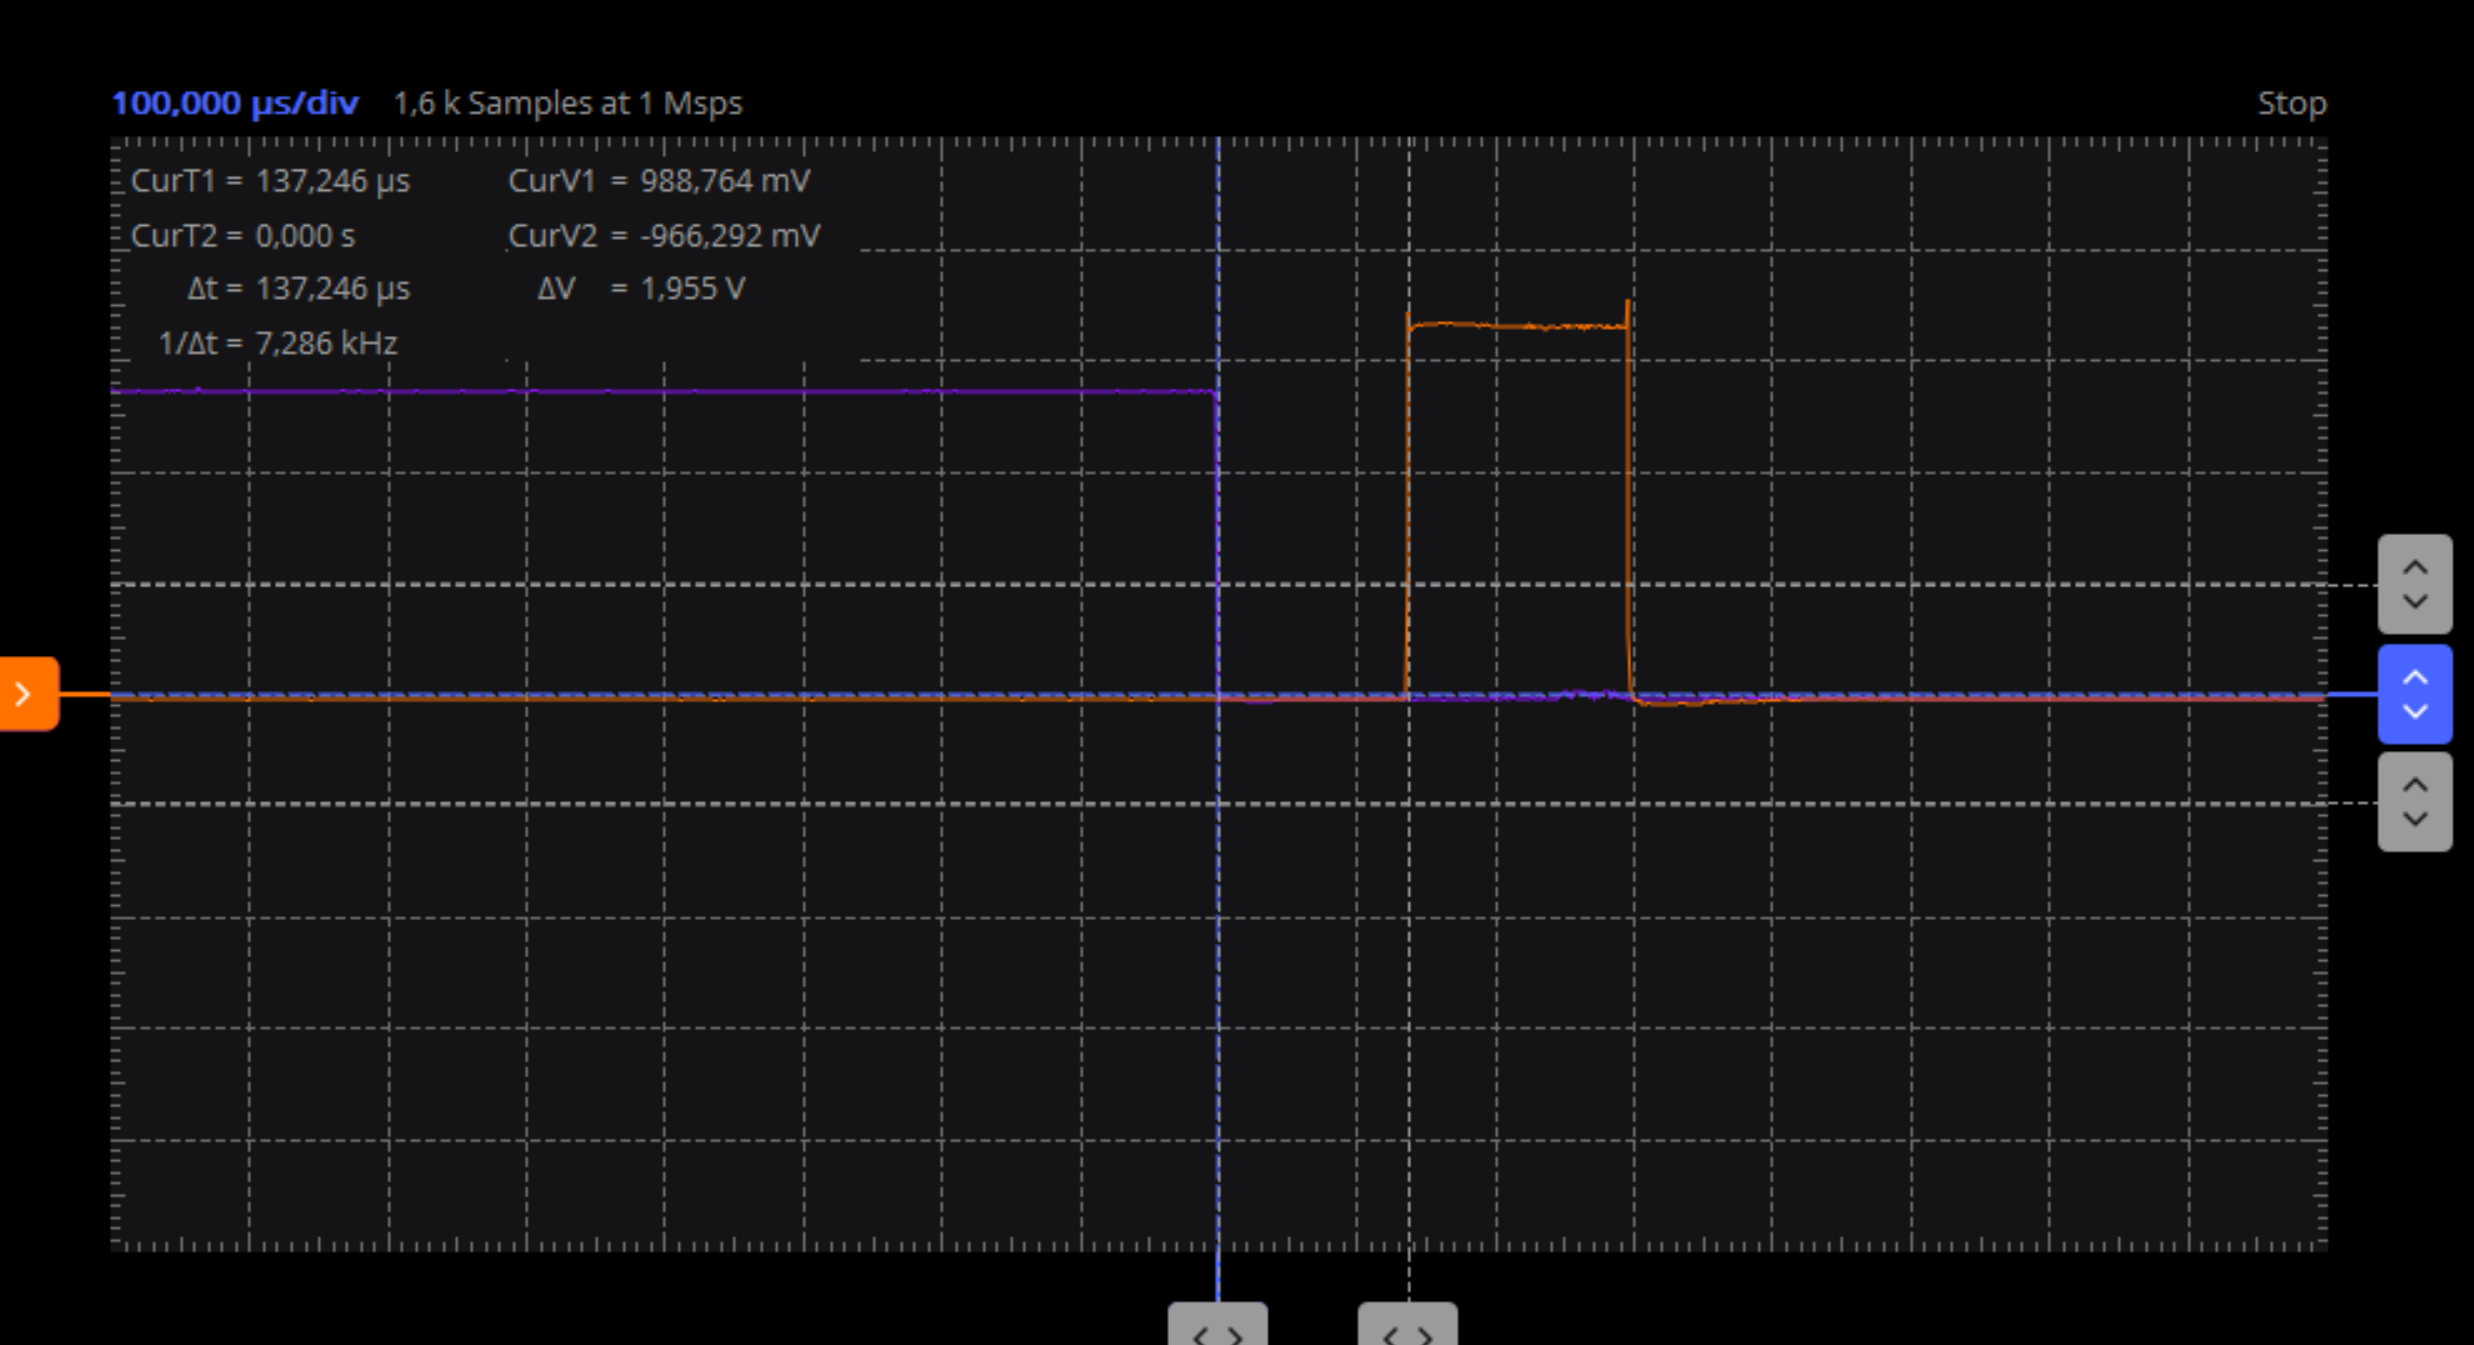 100,000 µs/div 1,6 k Samples at 1 Msps Stop
CurT1 = 137,246 µs CurV1 = 988,764 mV
CurT2 = 0,000 s CurV2 = -966,292 mV
Δt = 137,246 µs ΔV = 1,955 V
1/Δt = 7,286 kHz